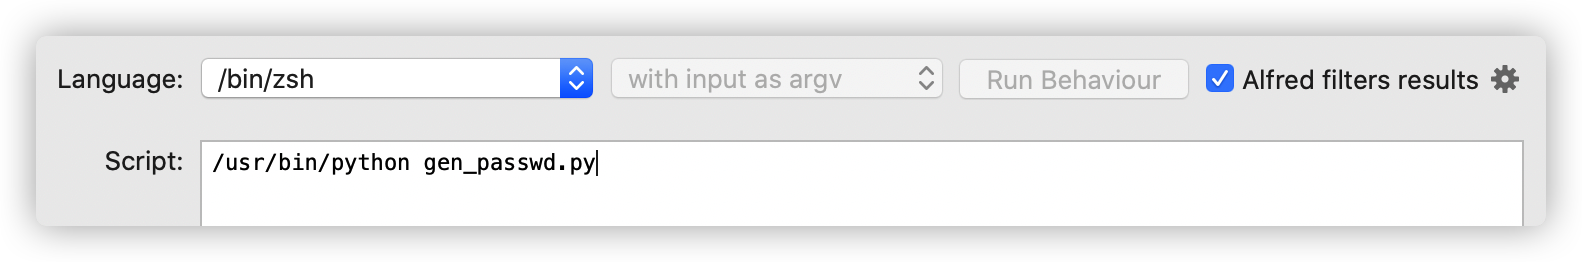 Language: /bin/zsh with input as argv Run Behaviour Alfred filters results
Script: /usr/bin/python gen_passwd.py